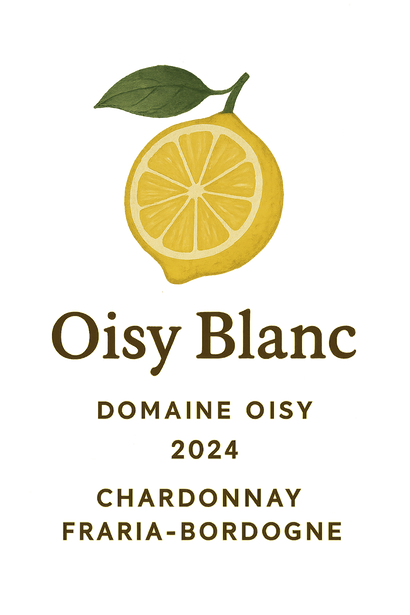 Oisy Blanc
DOMAINE OISY
2024
CHARDONNAY
FRARIA-BORDOGNE